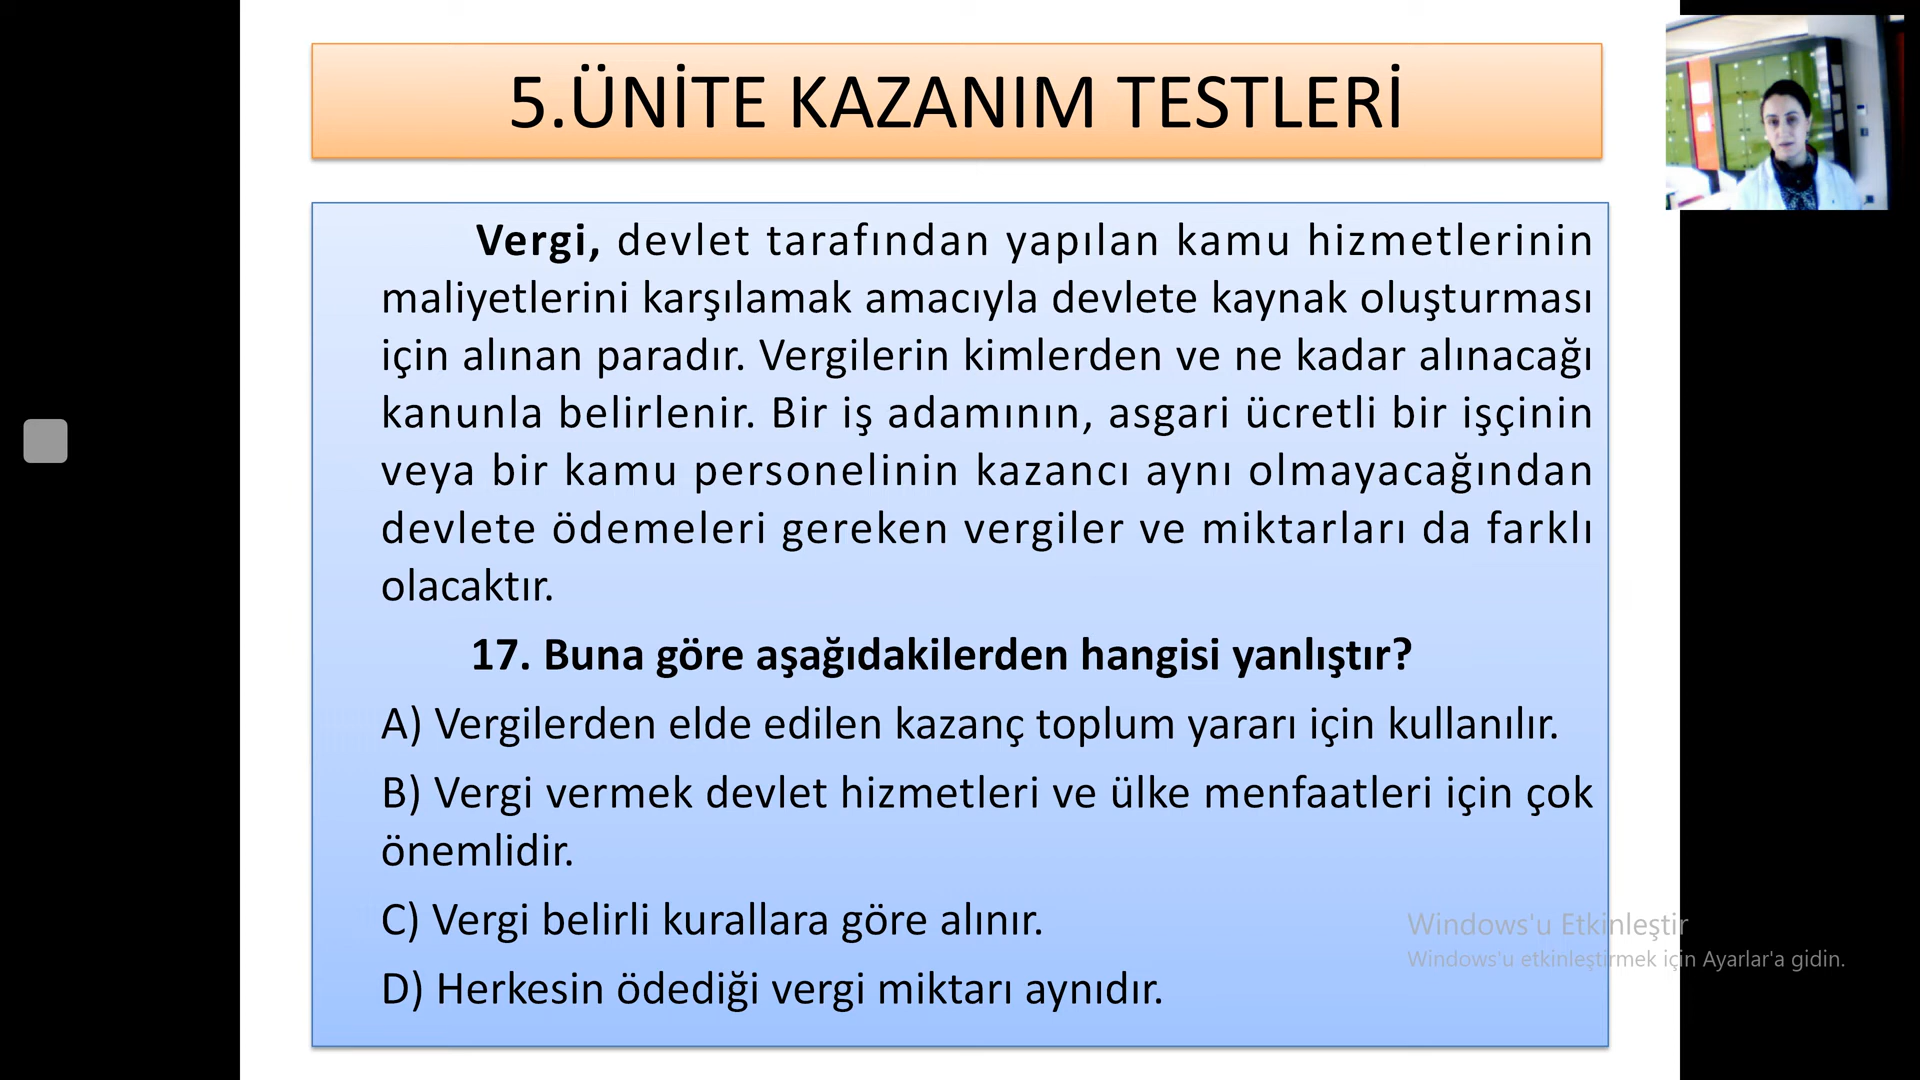 5.ÜNİTE KAZANIM TESTLERİ
Vergi, devlet tarafından yapılan kamu hizmetlerinin
maliyetlerini karşılamak amacıyla devlete kaynak oluşturması
için alınan paradır. Vergilerin kimlerden ve ne kadar alınacağı
kanunla belirlenir. Bir iş adamının, asgari ücretli bir işçinin
veya bir kamu personelinin kazancı aynı olmayacağından
devlete ödemeleri gereken vergiler ve miktarları da farklı
olacaktır.
17. Buna göre aşağıdakilerden hangisi yanlıştır?
A) Vergilerden elde edilen kazanç toplum yararı için kullanılır.
B) Vergi vermek devlet hizmetleri ve ülke menfaatleri için çok
önemlidir.
C) Vergi belirli kurallara göre alınır.
D) Herkesin ödediği vergi miktarı aynıdır.
Windows'u Etkinleştir
Windows'u etkinleştirmek için Ayarlar'a gidin.